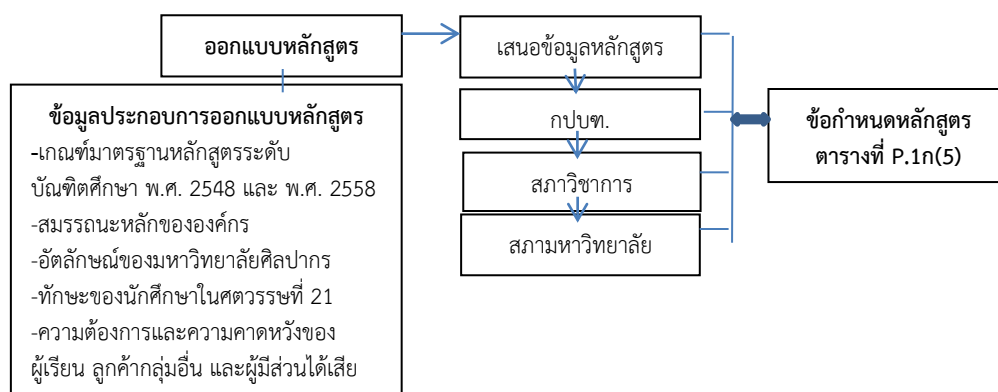 ออกแบบหลักสูตร
ข้อมูลประกอบการออกแบบหลักสูตร
-เกณฑ์มาตรฐานหลักสูตรระดับ
บัณฑิตศึกษา พ.ศ. 2548 และ พ.ศ. 2558
-สมรรถนะหลักขององค์กร
-อัตลักษณ์ของมหาวิทยาลัยศิลปากร
-ทักษะของนักศึกษาในศตวรรษที่ 21
-ความต้องการและความคาดหวังของ
ผู้เรียน ลูกค้ากลุ่มอื่น และผู้มีส่วนได้เสีย
เสนอข้อมูลหลักสูตร
กปบฑ.
สภาวิชาการ
สภามหาวิทยาลัย
ข้อกำหนดหลักสูตร
ตารางที่ P.1ก(5)